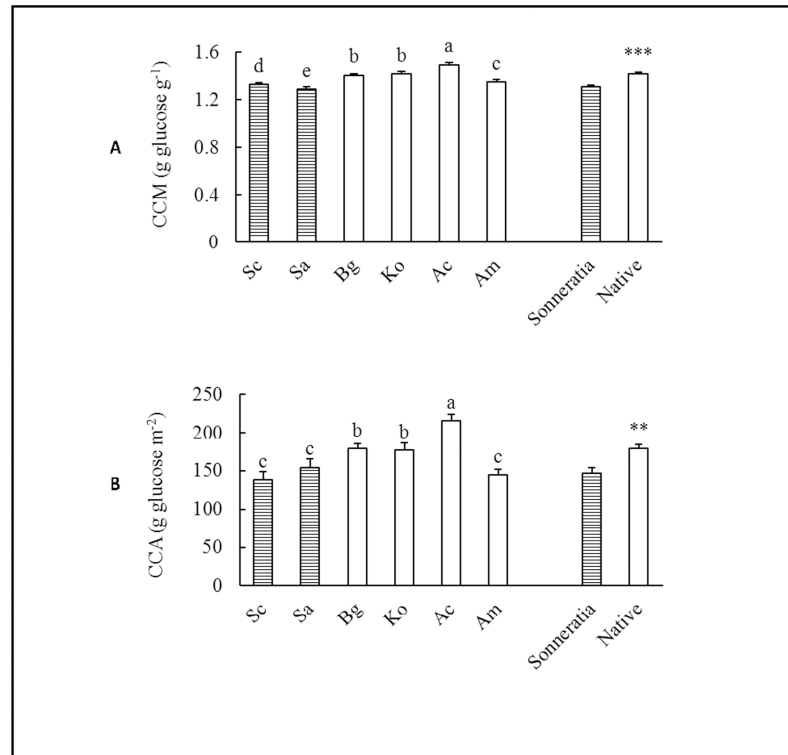 A
CCM (g glucose g-1)
1.6
1.2
0.8
0.4
0
d e b b a c ***
Sc Sa Bg Ko Ac Am Sonneratia Native
B
CCA (g glucose m-2)
250
200
150
100
50
0
c c b b a c **
Sc Sa Bg Ko Ac Am Sonneratia Native